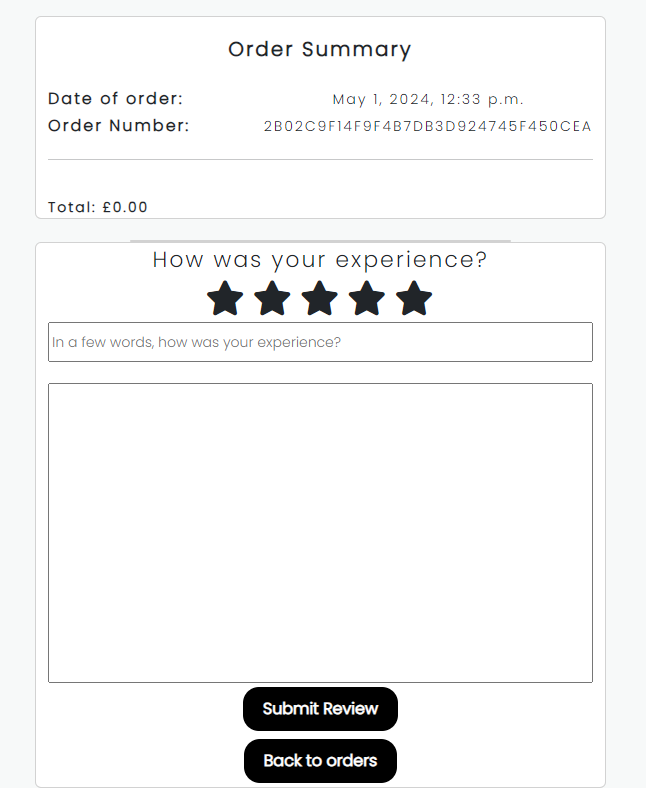 Order Summary
Date of order: May 1, 2024, 12:33 p.m.
Order Number: 2B02C9F14F9F4B7DB3D924745F450CEA
Total: £0.00
How was your experience?
In a few words, how was your experience?
Submit Review
Back to orders